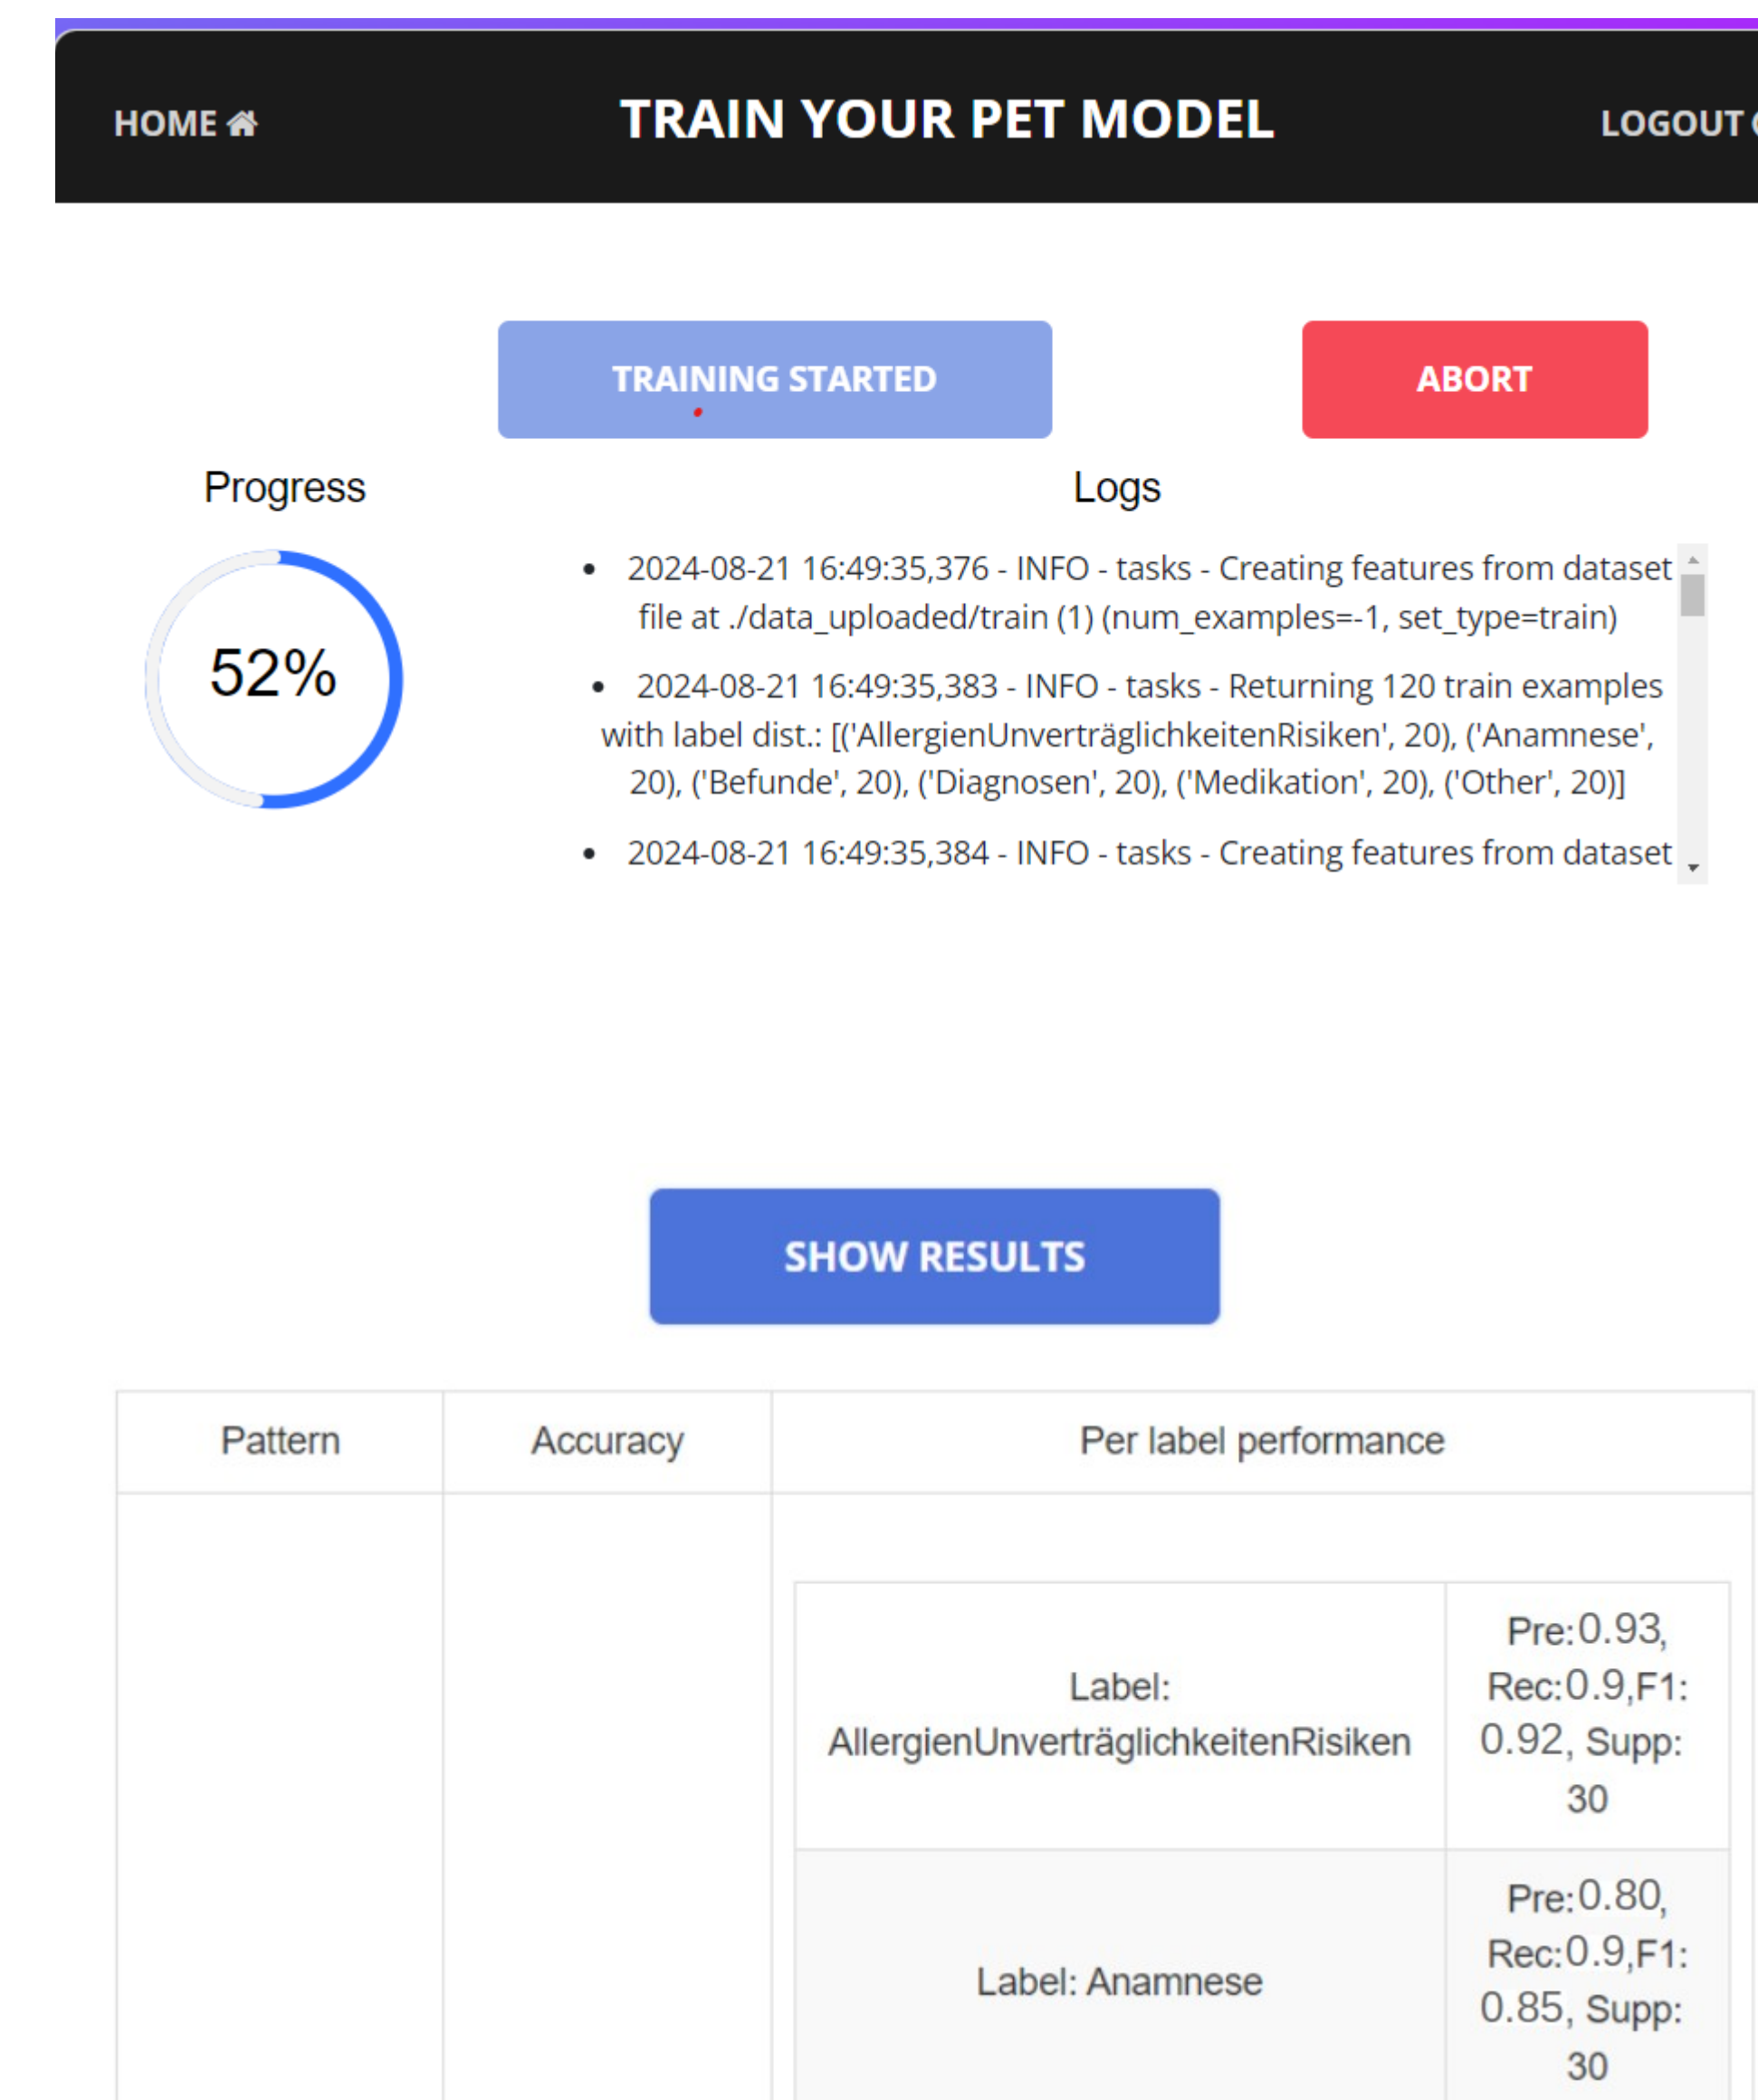 HOME
TRAIN YOUR PET MODEL
LOGOUT
TRAINING STARTED
ABORT
Progress
52%
Logs
• 2024-08-21 16:49:35,376 - INFO - tasks - Creating features from dataset
file at ./data_uploaded/train (1) (num_examples=-1, set_type=train)
• 2024-08-21 16:49:35,383 - INFO - tasks - Returning 120 train examples
with label dist.: [('AllergienUnverträglichkeitenRisiken', 20), ('Anamnese',
20), ('Befunde', 20), ('Diagnosen', 20), ('Medikation', 20), ('Other', 20)]
• 2024-08-21 16:49:35,384 - INFO - tasks - Creating features from dataset
SHOW RESULTS
Pattern
Accuracy
Per label performance
Label:
AllergienUnverträglichkeitenRisiken
Pre:0.93,
Rec:0.9,F1:
0.92, Supp:
30
Label: Anamnese
Pre:0.80,
Rec:0.9,F1:
0.85, Supp:
30